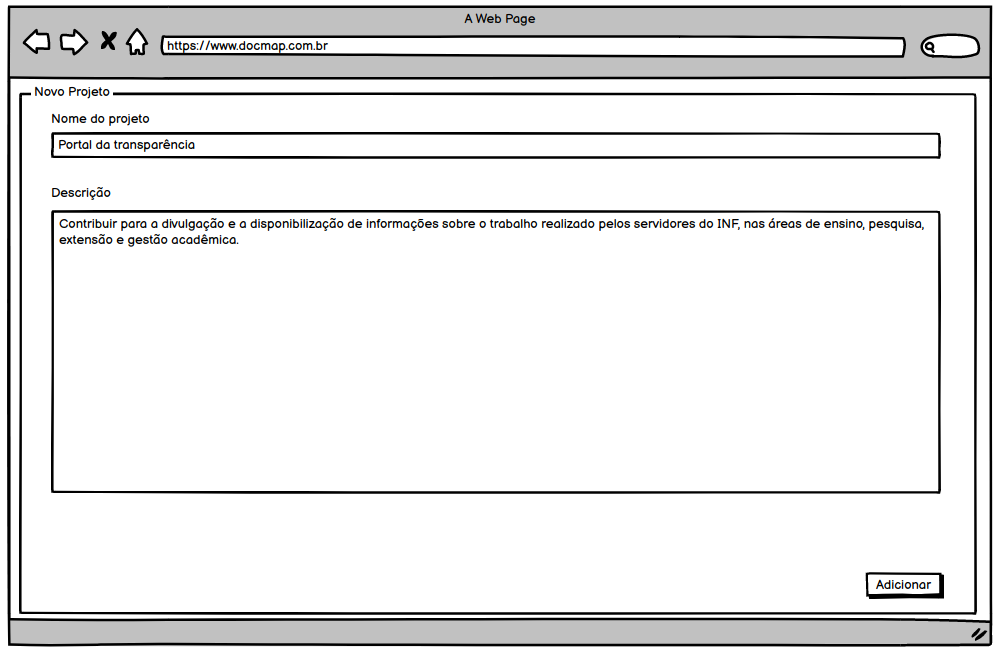 A Web Page
https://www.docmap.com.br
Novo Projeto
Nome do projeto
Portal da transparência
Descrição
Contribuir para a divulgação e a disponibilização de informações sobre o trabalho realizado pelos servidores do INF, nas áreas de ensino, pesquisa,
extensão e gestão acadêmica.
Adicionar